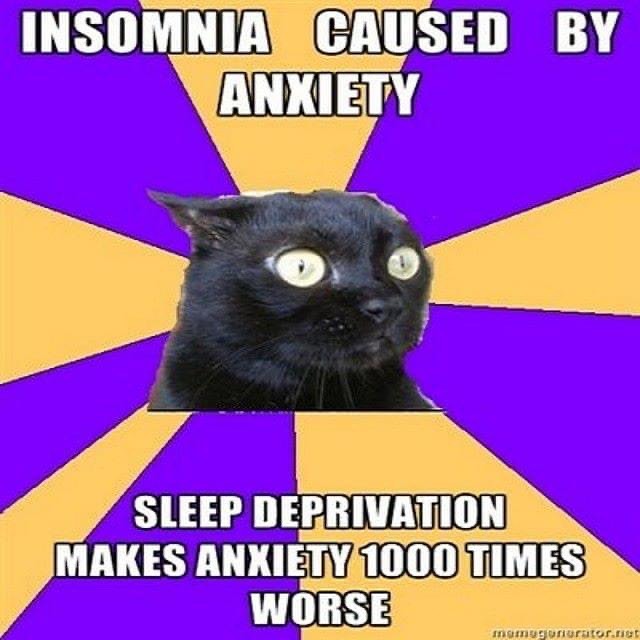 INSOMNIA CAUSED BY
ANXIETY
SLEEP DEPRIVATION
MAKES ANXIETY 1000 TIMES
WORSE
memegenerator.net